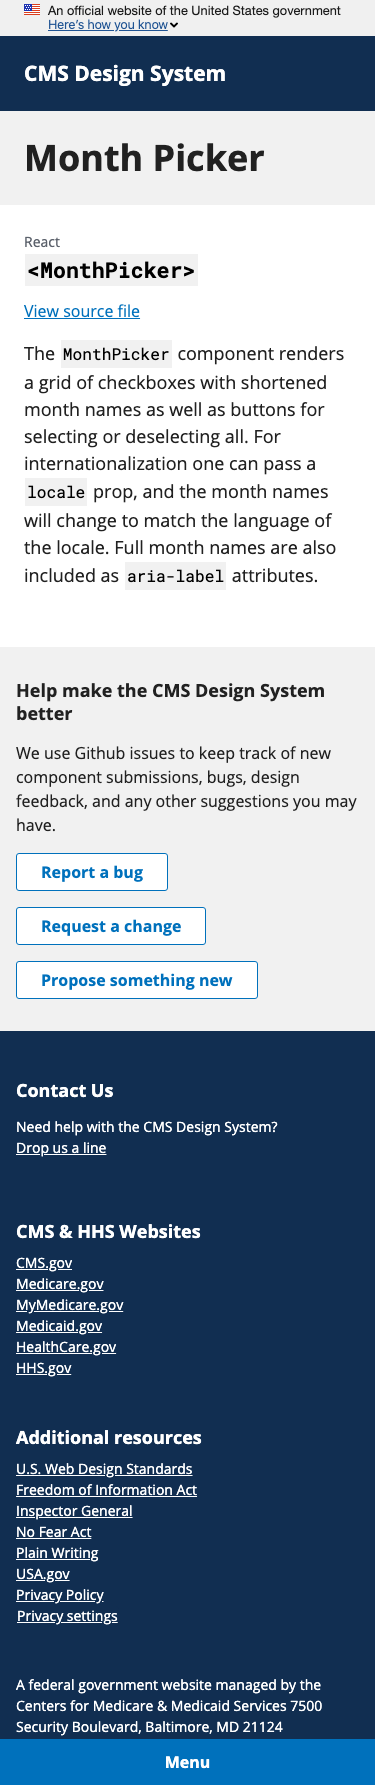 An official website of the United States government
Here's how you know
CMS Design System
Month Picker
React
<MonthPicker>
View source file
The MonthPicker component renders
a grid of checkboxes with shortened
month names as well as buttons for
selecting or deselecting all. For
internationalization one can pass a
locale prop, and the month names
will change to match the language of
the locale. Full month names are also
included as aria-label attributes.
Help make the CMS Design System
better
We use Github issues to keep track of new
component submissions, bugs, design
feedback, and any other suggestions you may
have.
Report a bug
Request a change
Propose something new
Contact Us
Need help with the CMS Design System?
Drop us a line
CMS & HHS Websites
CMS.gov
Medicare.gov
MyMedicare.gov
Medicaid.gov
HealthCare.gov
HHS.gov
Additional resources
U.S. Web Design Standards
Freedom of Information Act
Inspector General
No Fear Act
Plain Writing
USA.gov
Privacy Policy
Privacy settings
A federal government website managed by the
Centers for Medicare & Medicaid Services 7500
Security Boulevard, Baltimore, MD 21124
Menu